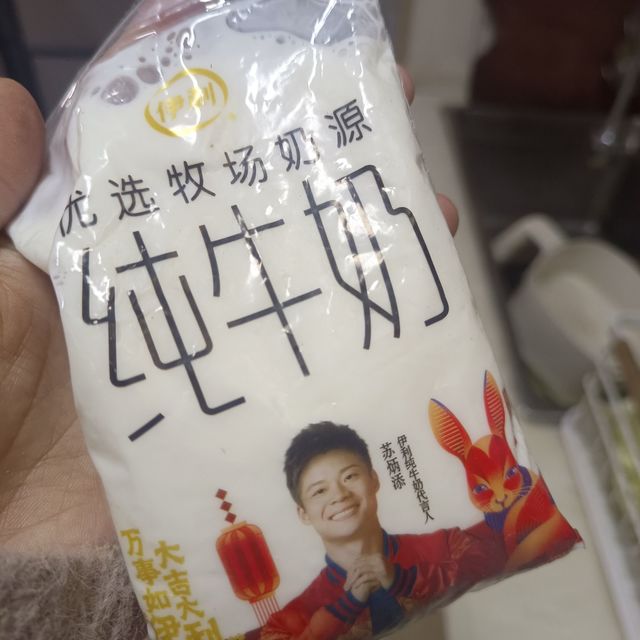 伊利
优选牧场奶源
纯牛奶
伊利纯牛奶代言人
苏炳添
大吉大利
万事如伊